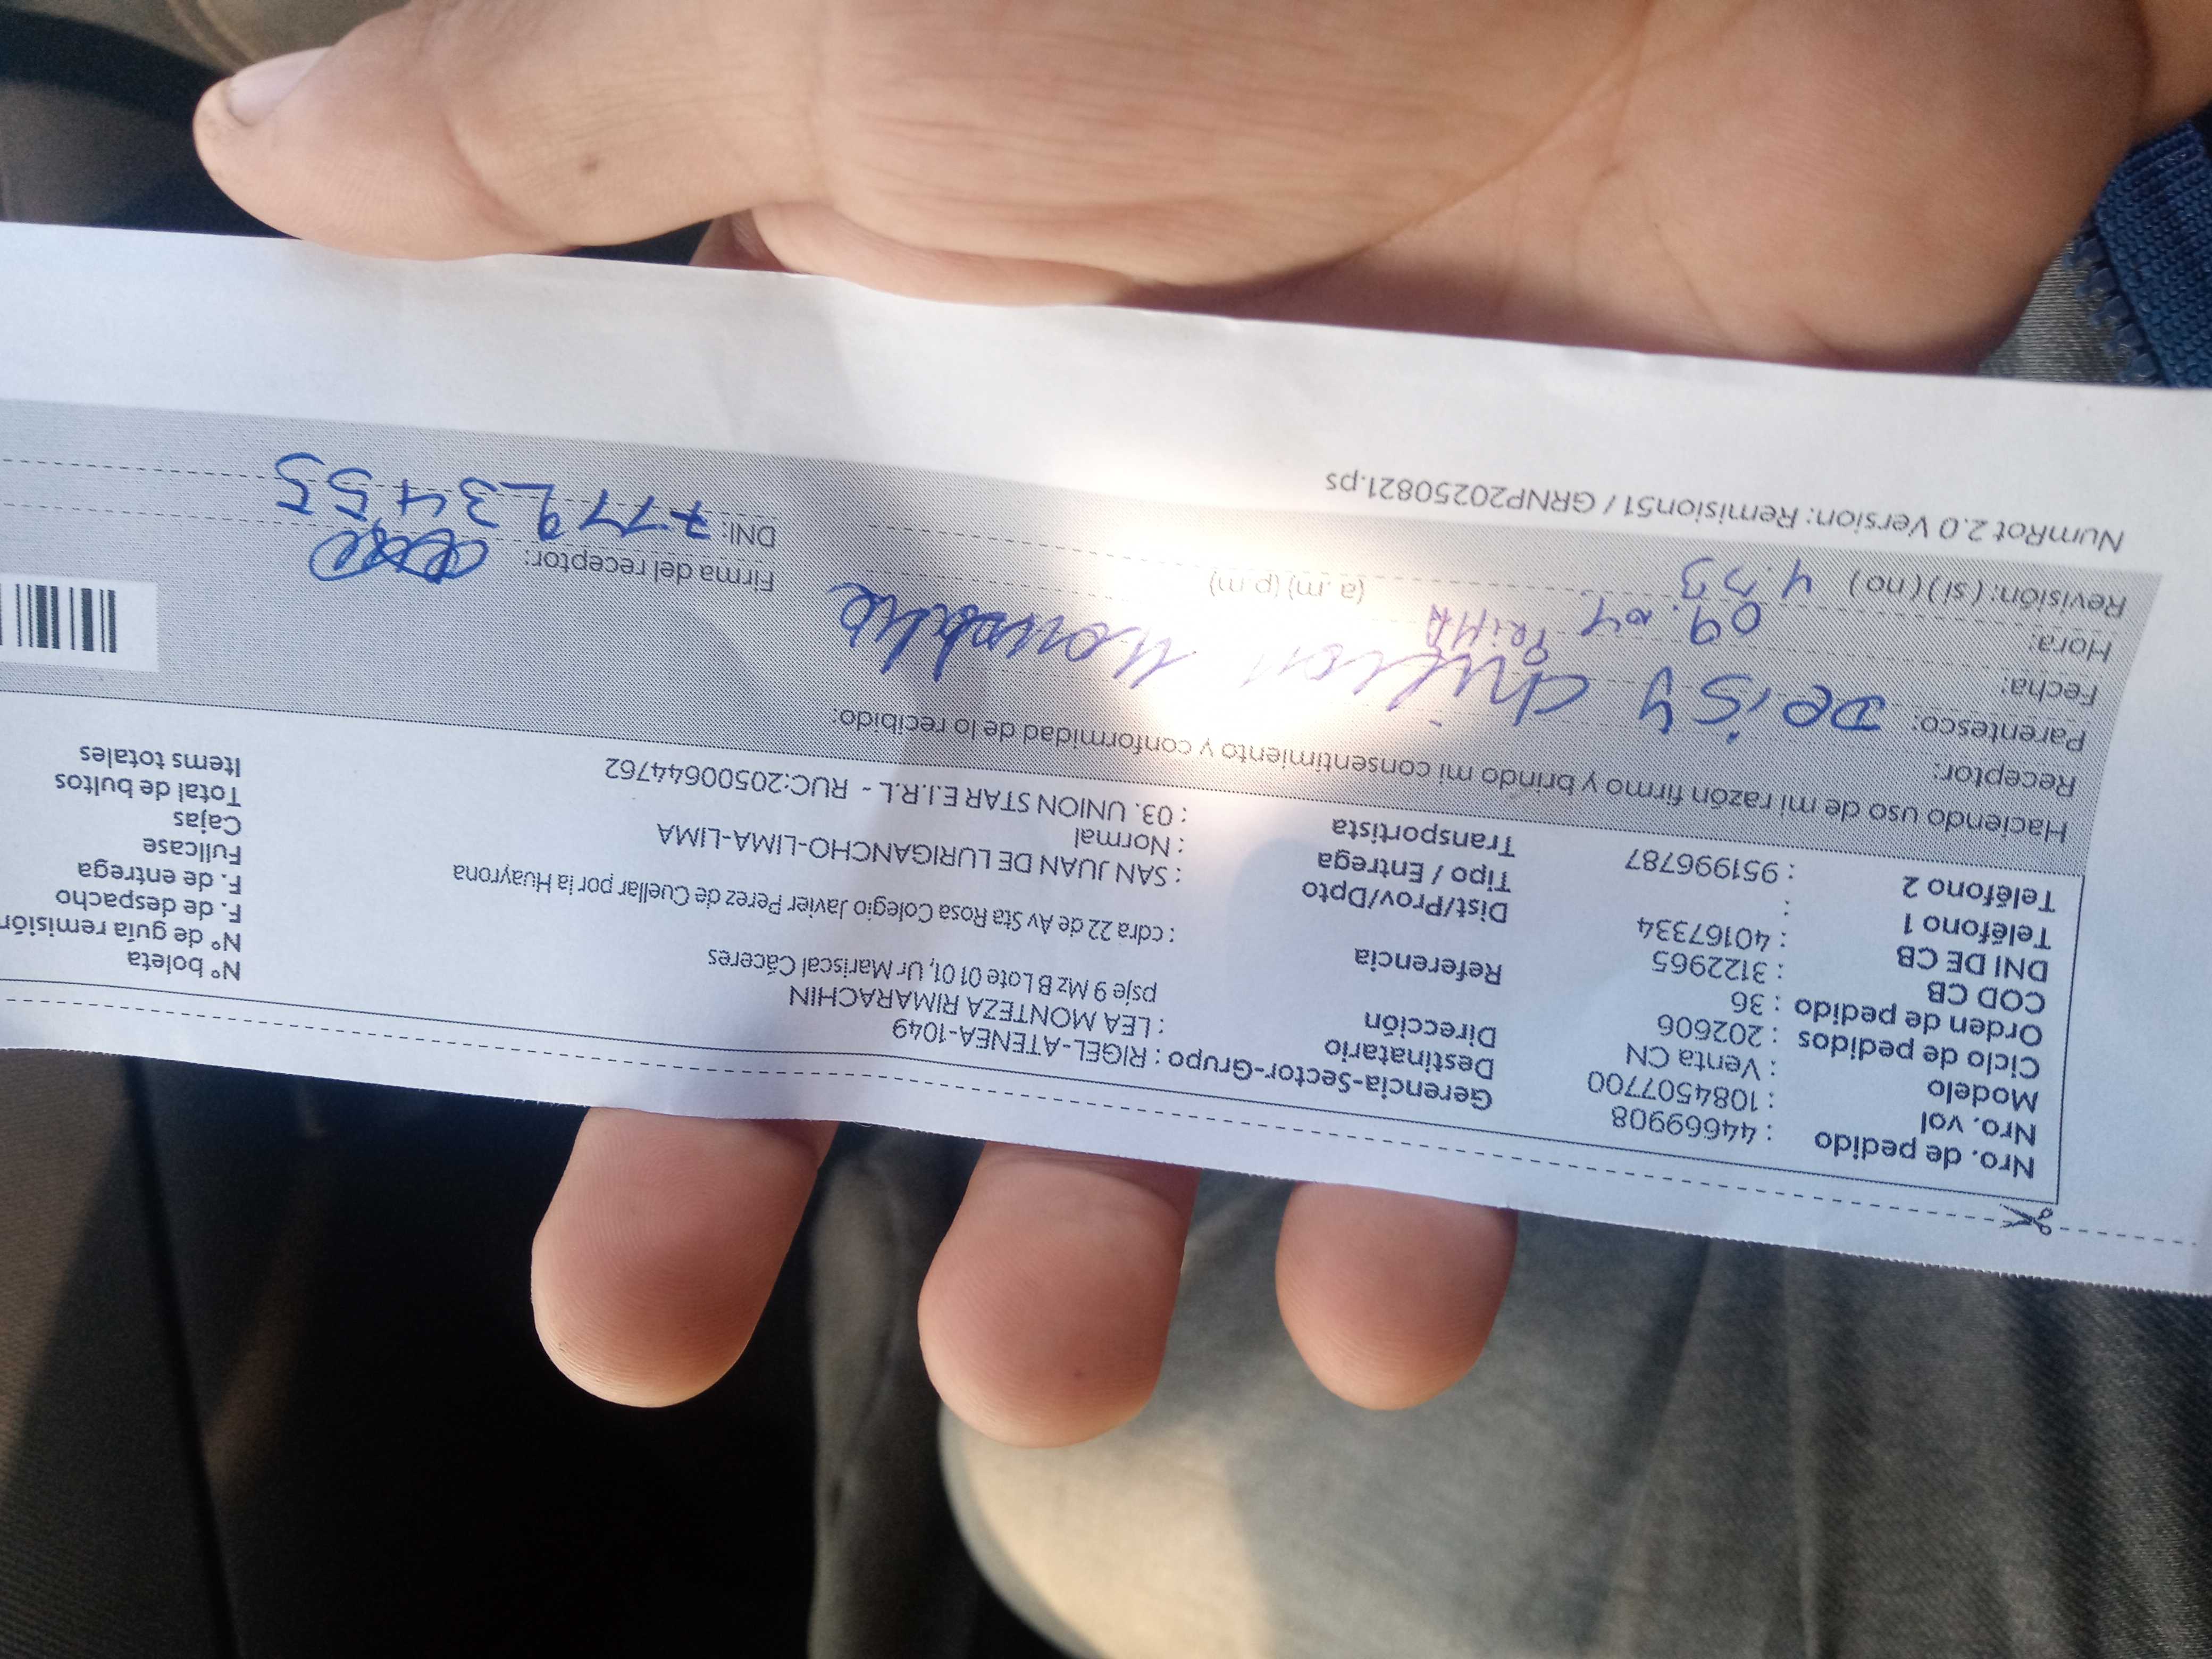 Nro. de pedido : 44669908
Nro. vol : 1084507700
Modelo : Venta CN
Ciclo de pedidos : 202606
Orden de pedido : 36
COD CB : 3122965
DNI DE CB : 40167334
Teléfono 1 :
Teléfono 2 : 951996787
Gerencia-Sector-Grupo : RIGEL-ATENEA-1049
Destinatario : LEA MONTEZA RIMARACHIN
Dirección psje 9 Mz B Lote 01 01, Ur Mariscal Cáceres
Referencia : cdra 22 de Av Sta Rosa Colegio Javier Perez de Cuellar por la Huayrona
Dist/Prov/Dpto : SAN JUAN DE LURIGANCHO-LIMA-LIMA
Tipo / Entrega : Normal
Transportista : 03. UNION STAR E.I.R.L - RUC:20500644762
Nº boleta
Nº de guía remisión
F. de despacho
F. de entrega
Fullcase
Cajas
Total de bultos
Items totales
Haciendo uso de mi razón firmo y brindo mi consentimiento y conformidad de lo recibido:
Receptor: Deisy
Parentesco: PRIMA
Fecha: 09.04
Hora: 4.33 (a. m) (p m)
Revisión: ( si ) ( no )
Firma del receptor:
DNI:
NumRot 2.0 Version: Remision51 / GRNP20250821.ps